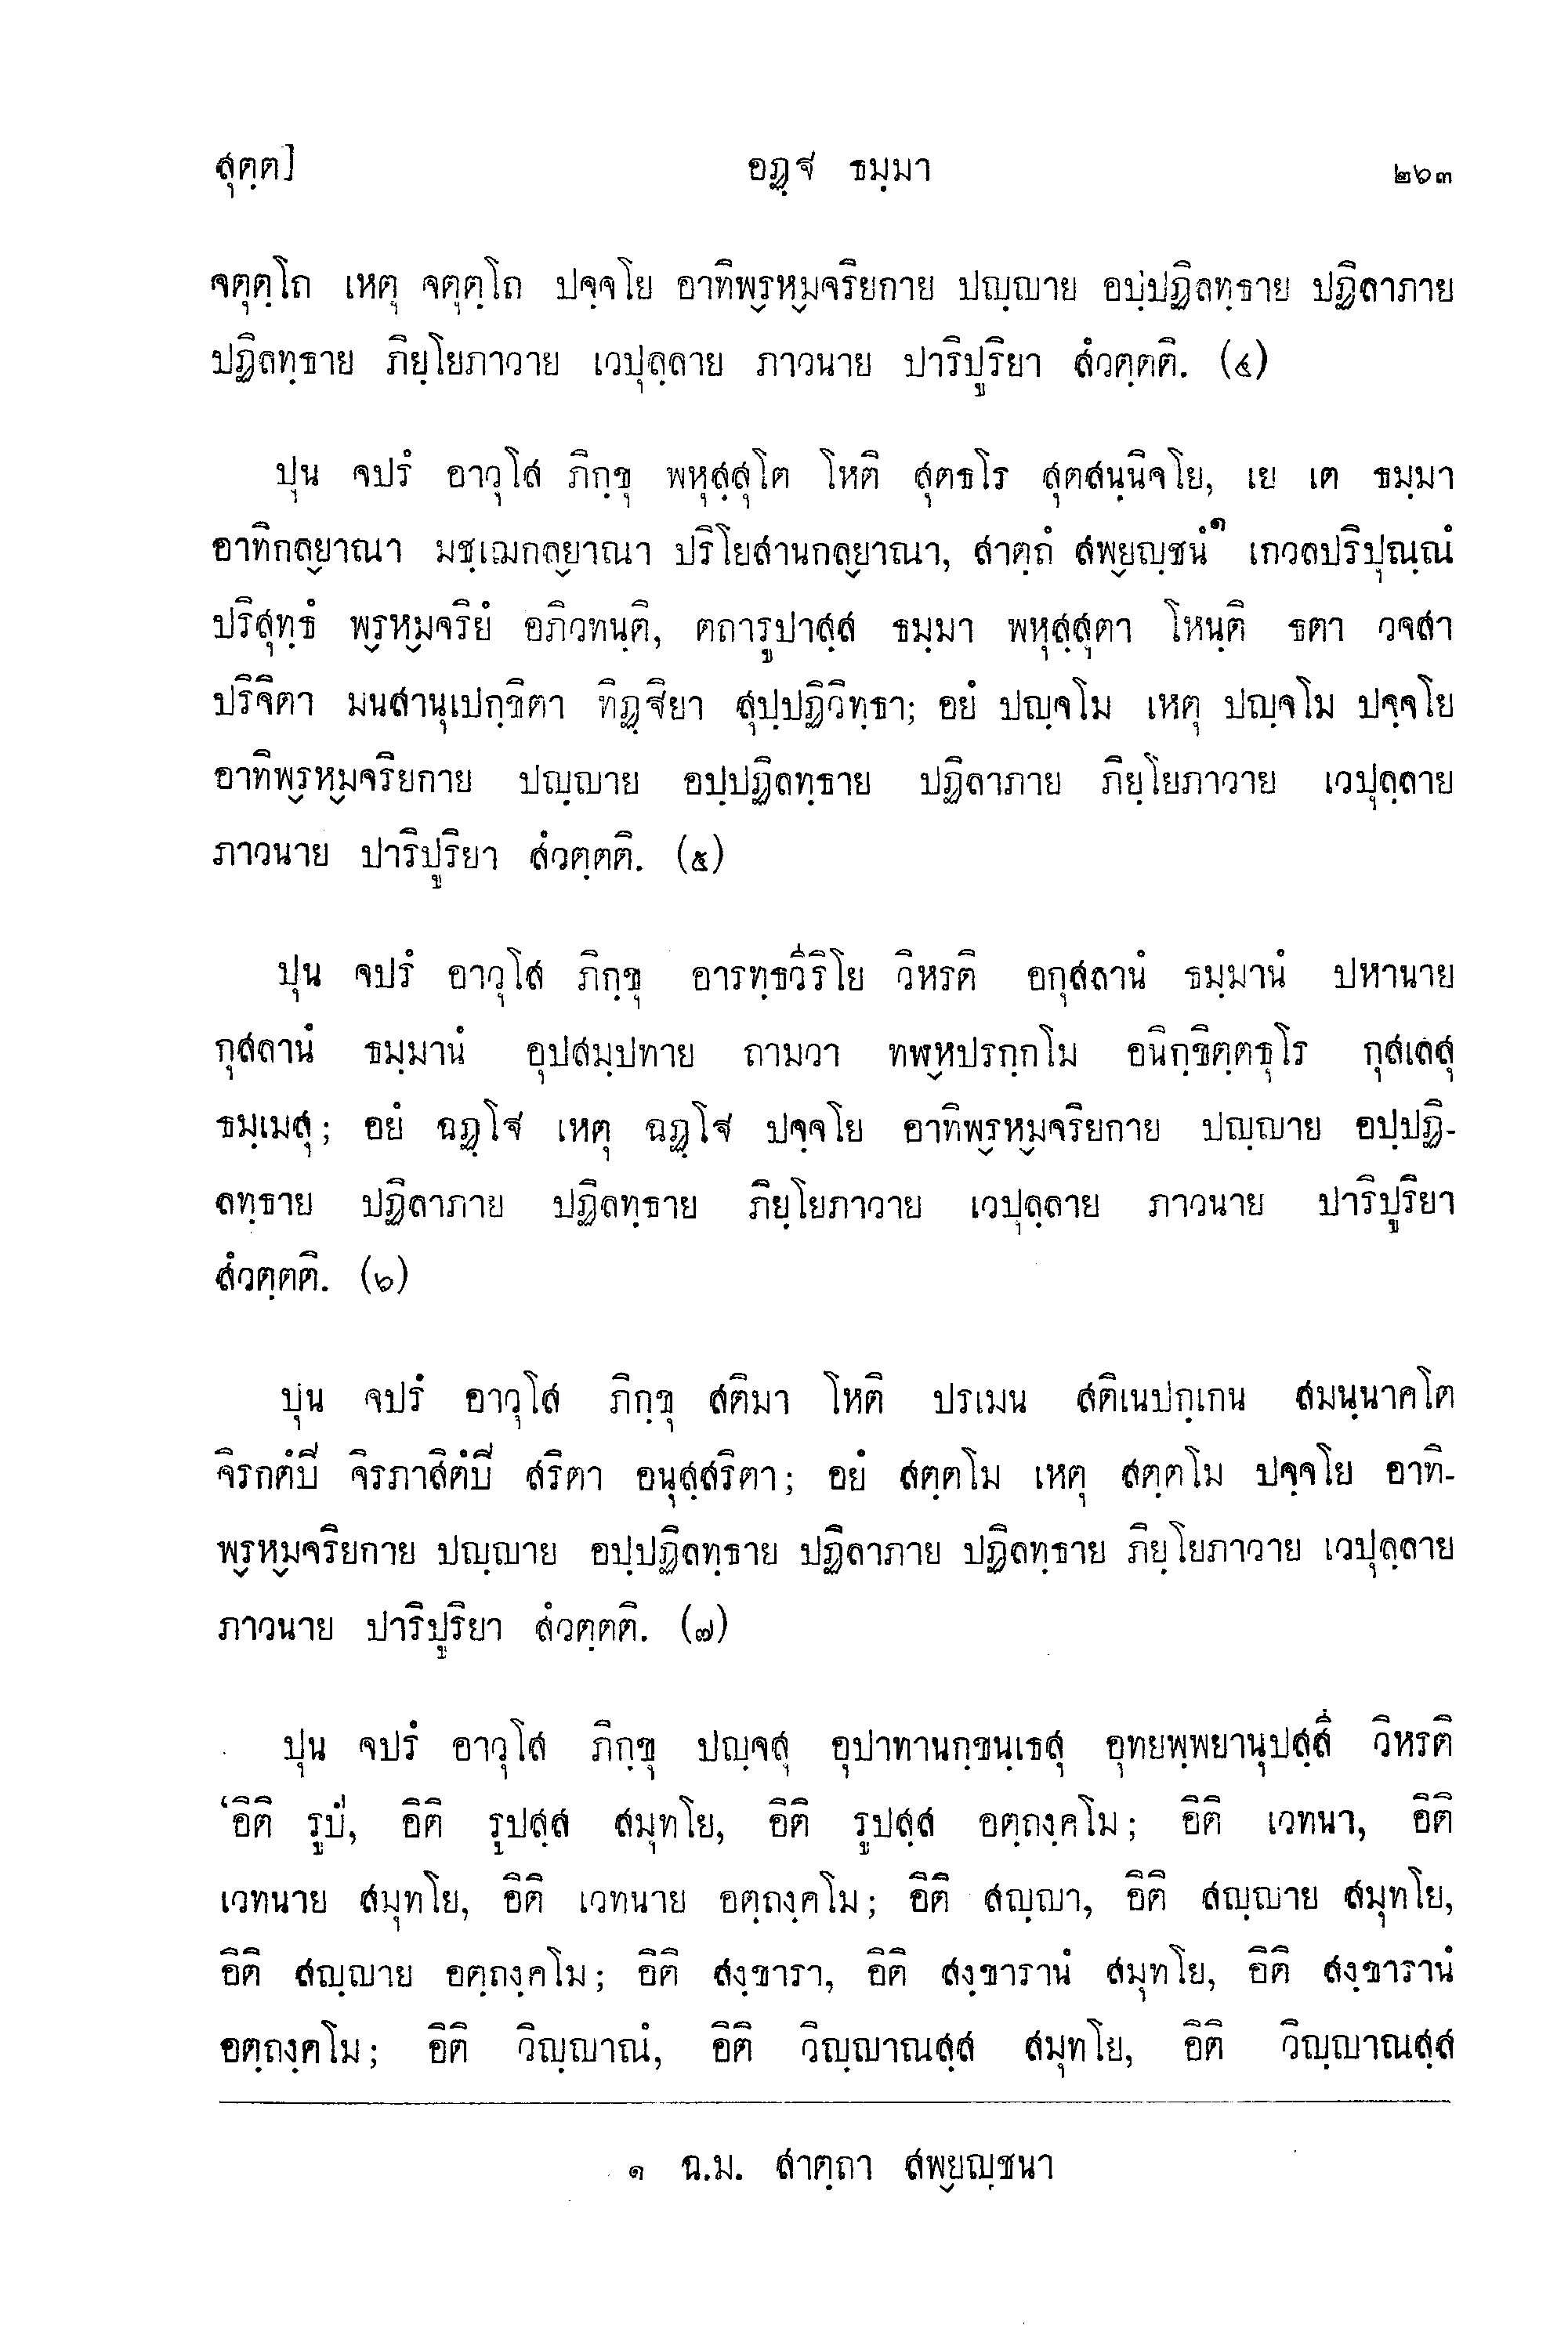 สุตฺต]	อฏฺฐ ธมฺมา	๒๖๓
จตุตฺโถ เหตุ จตุตฺโถ ปจฺจโย อาทิพฺรหฺมจริยกาย ปญฺญาย อปฺปฏิลทฺธาย ปฏิลาภาย
ปฏิลทฺธาย ภิยฺโยภาวาย เวปุลฺลาย ภาวนาย ปาริปูริยา สํวตฺตติ. (๔)
ปุน จปรํ อาวุโส ภิกฺขุ พหุสฺสุโต โหติ สุตธโร สุตสนฺนิจโย, เย เต ธมฺมา
อาทิกลฺยาณา มชฺเฌกลฺยาณา ปริโยสานกลฺยาณา, สาตฺถํ สพฺยญฺชนํ๑ เกวลปริปุณฺณํ
ปริสุทฺธํ พฺรหฺมจริยํ อภิวทนฺติ, ตถารูปาสฺส ธมฺมา พหุสฺสุตา โหนฺติ ธตา วจสา
ปริจิตา มนสานุเปกฺขิตา ทิฏฺฐิยา สุปฺปฏิวิทฺธา; อยํ ปญฺจโม เหตุ ปญฺจโม ปจฺจโย
อาทิพฺรหฺมจริยกาย ปญฺญาย อปฺปฏิลทฺธาย ปฏิลาภาย ภิยฺโยภาวาย เวปุลฺลาย
ภาวนาย ปาริปูริยา สํวตฺตติ. (๕)
ปุน จปรํ อาวุโส ภิกฺขุ อารทฺธวีริโย วิหรติ อกุสลานํ ธมฺมานํ ปหานาย
กุสลานํ ธมฺมานํ อุปสมฺปทาย ถามวา ทฬฺหปรกฺกโม อนิกฺขิตฺตธุโร กุสเลสุ
ธมฺเมสุ; อยํ ฉฏฺโฐ เหตุ ฉฏฺโฐ ปจฺจโย อาทิพฺรหฺมจริยกาย ปญฺญาย อปฺปฏิ-
ลทฺธาย ปฏิลาภาย ปฏิลทฺธาย ภิยฺโยภาวาย เวปุลฺลาย ภาวนาย ปาริปูริยา
สํวตฺตติ. (๖)
ปุน จปรํ อาวุโส ภิกฺขุ สติมา โหติ ปรเมน สติเนปกฺเกน สมนฺนาคโต
จิรกตํปิ จิรภาสิตํปิ สริตา อนุสฺสริตา; อยํ สตฺตโม เหตุ สตฺตโม ปจฺจโย อาทิ-
พฺรหฺมจริยกาย ปญฺญาย อปฺปฏิลทฺธาย ปฏิลาภาย ปฏิลทฺธาย ภิยฺโยภาวาย เวปุลฺลาย
ภาวนาย ปาริปูริยา สํวตฺตติ. (๗)
ปุน จปรํ อาวุโส ภิกฺขุ ปญฺจสุ อุปาทานกฺขนฺเธสุ อุทยพฺพยานุปสฺสี วิหรติ
‘อิติ รูปํ, อิติ รูปสฺส สมุทโย, อิติ รูปสฺส อตฺถงฺคโม; อิติ เวทนา, อิติ
เวทนาย สมุทโย, อิติ เวทนาย อตฺถงฺคโม; อิติ สญฺญา, อิติ สญฺญาย สมุทโย,
อิติ สญฺญาย อตฺถงฺคโม; อิติ สงฺขารา, อิติ สงฺขารานํ สมุทโย, อิติ สงฺขารานํ
อตฺถงฺคโม; อิติ วิญฺญาณํ, อิติ วิญฺญาณสฺส สมุทโย, อิติ วิญฺญาณสฺส
๑ ฉ.ม. สาตฺถา สพฺยญฺชนา